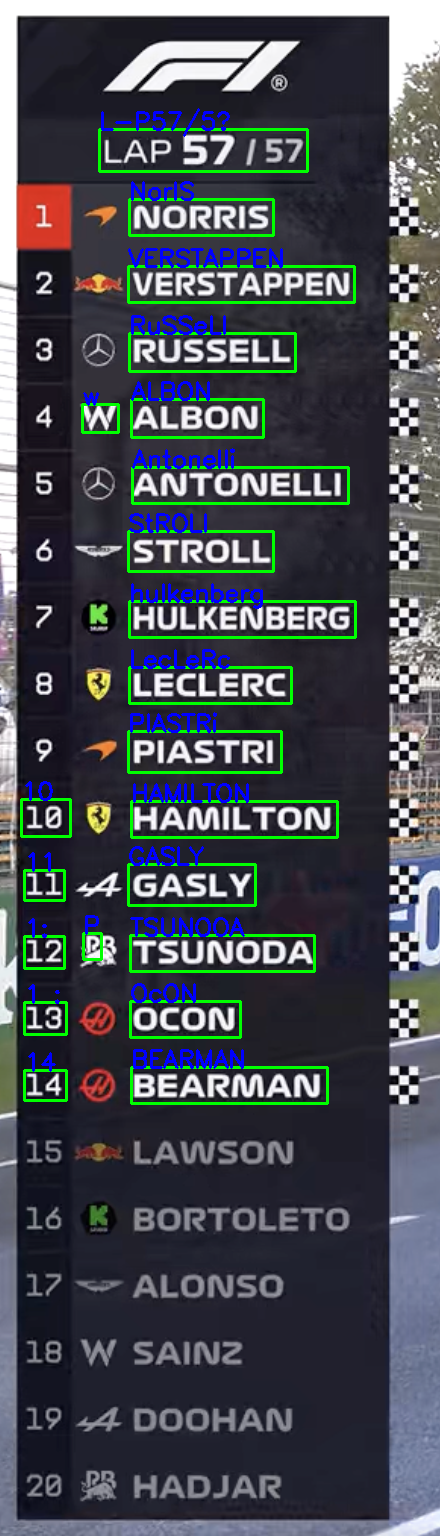 F1®
L-P57/5?
LAP 57 / 57
NorIS
1 NORRIS
VERSTAPPEN
2 VERSTAPPEN
RuSSeLl
3 RUSSELL
w ALBON
4 W ALBON
Antonelli
5 ANTONELLI
StROLl
6 STROLL
hulkenberg
7 K HULKENBERG
LecLeRc
8 LECLERC
PIASTRi
9 PIASTRI
10 HAMILTON
10 HAMILTON
11 GASLY
11 A GASLY
1; P TSUNOOA
12 RB TSUNODA
1 ; OcON
13 OCON
14 BEARMAN
14 BEARMAN
15 LAWSON
16 K BORTOLETO
17 ALONSO
18 W SAINZ
19 A DOOHAN
20 RB HADJAR